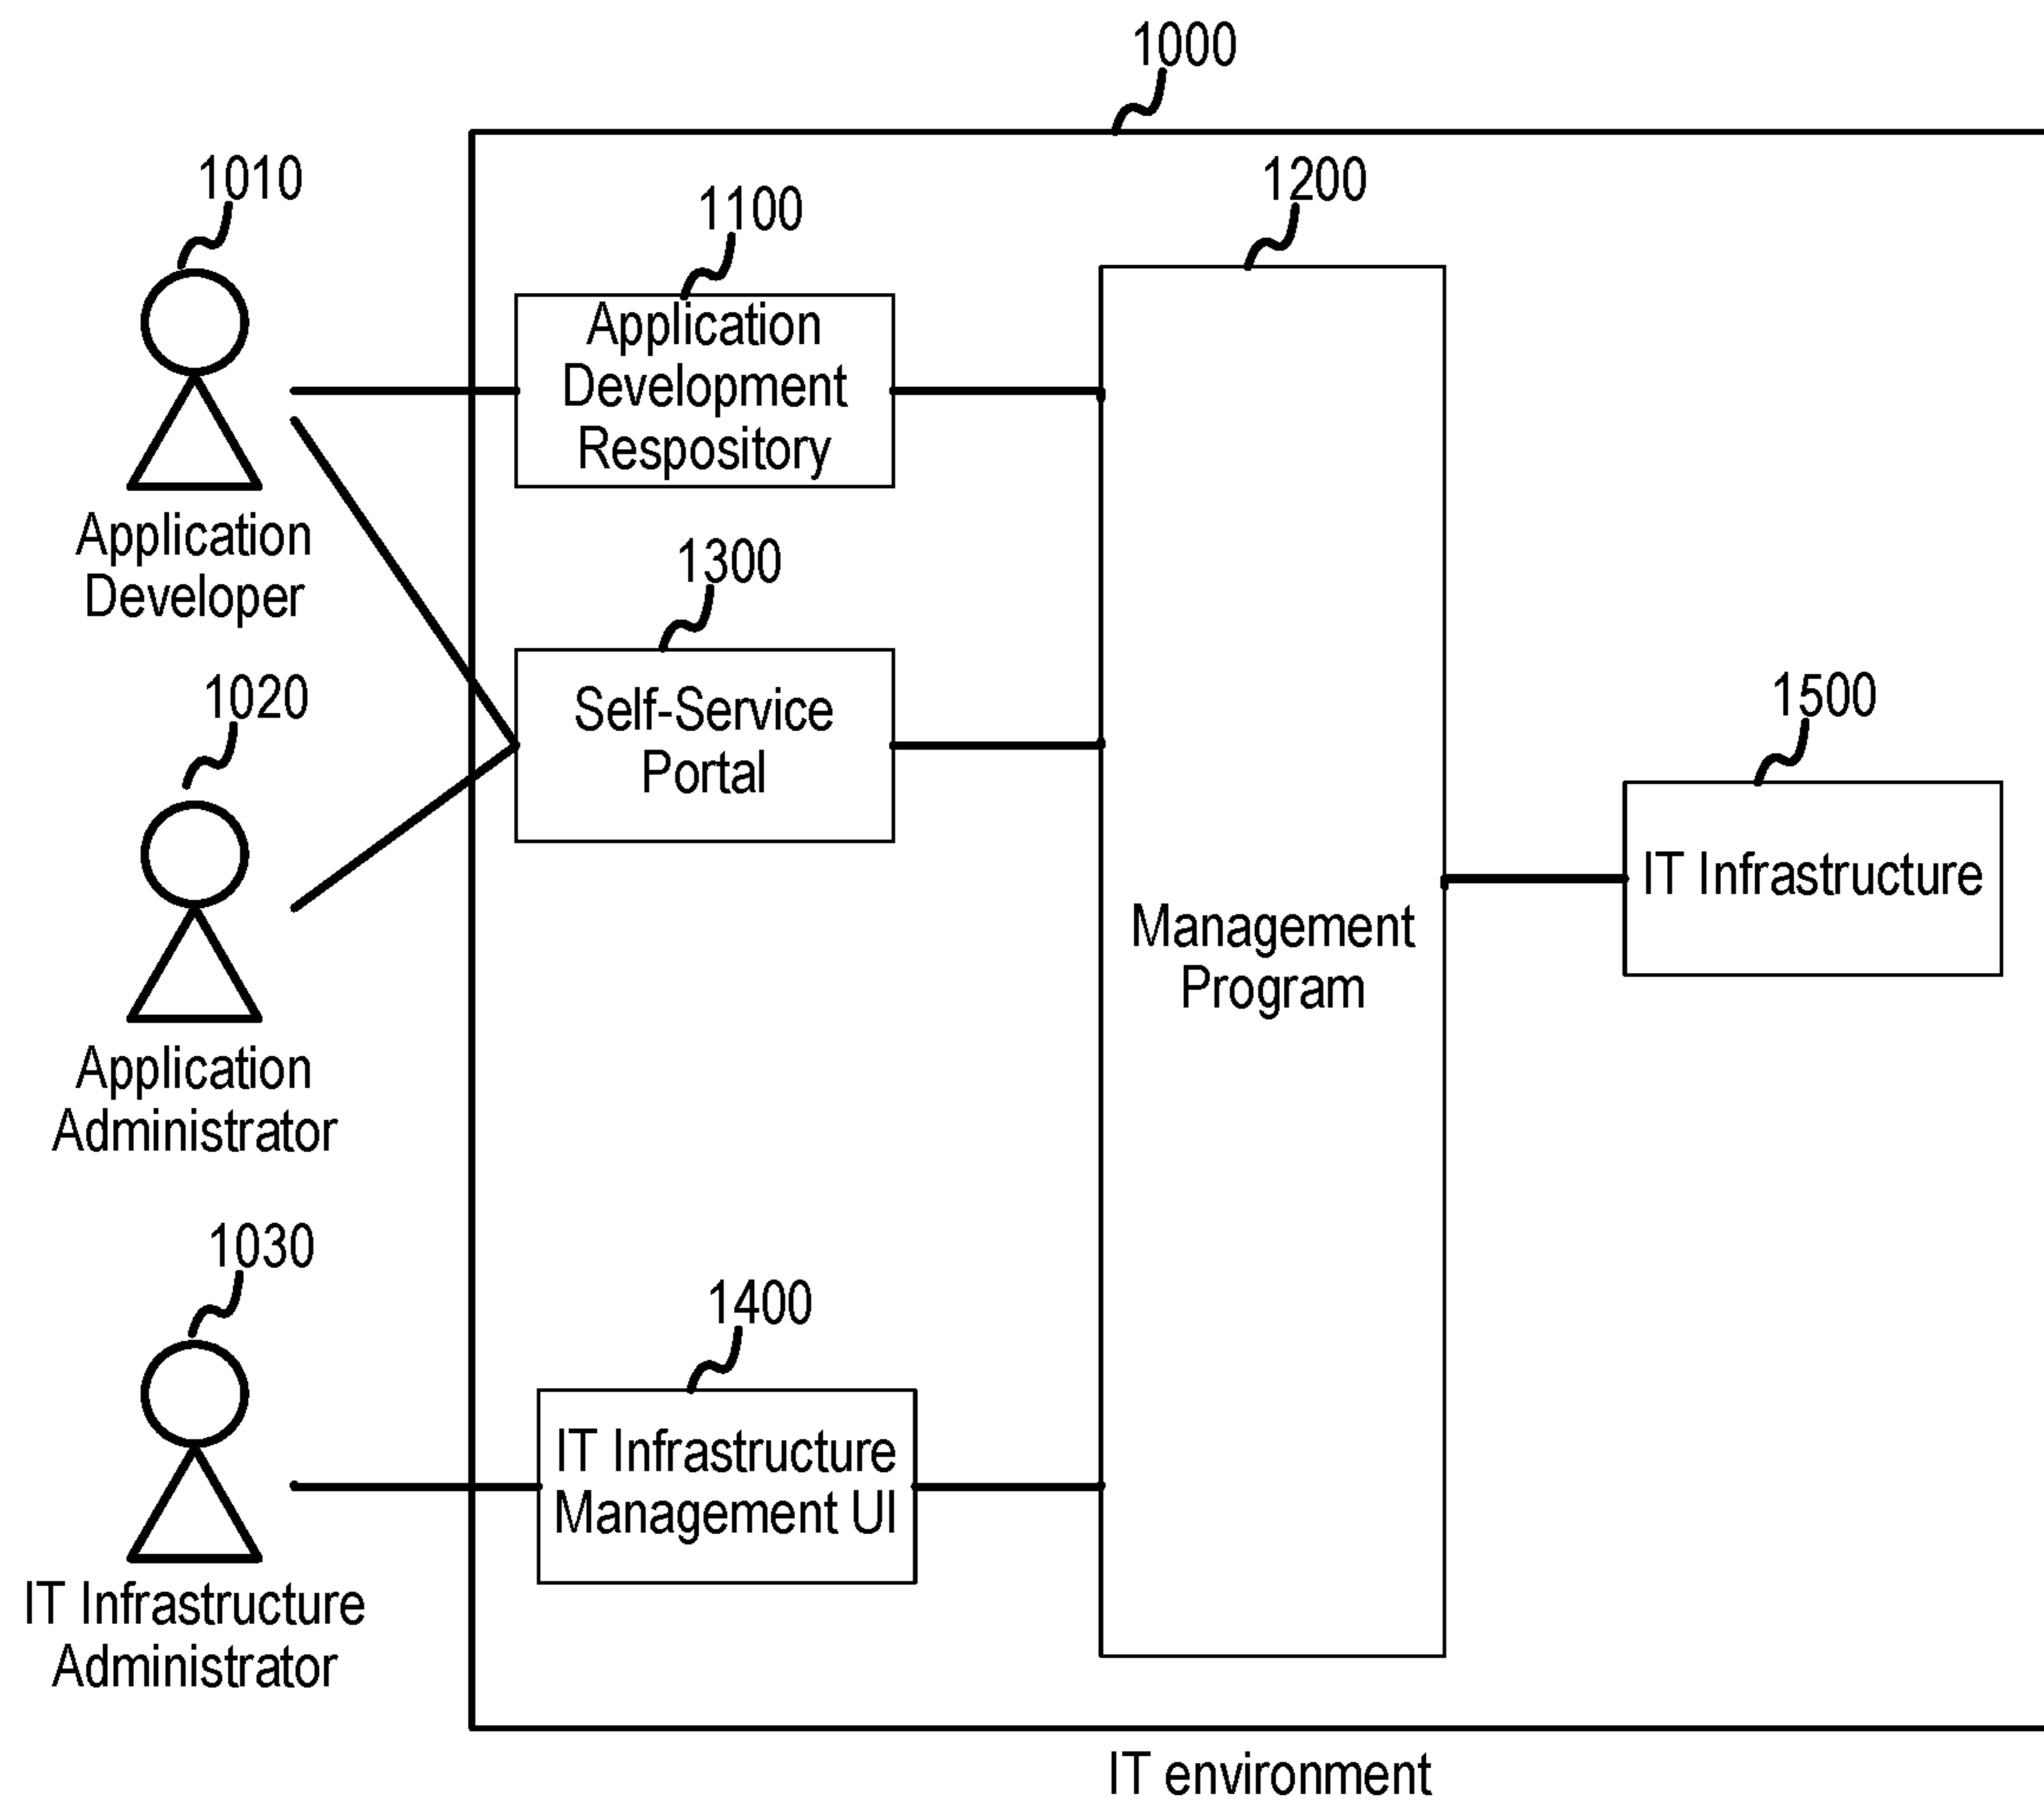 1000
1010
1100
1200
Application
Development
Respository
Application
Developer
1300
1020
Self-Service
Portal
1500
IT Infrastructure
Management
Program
Application
Administrator
1030
1400
IT Infrastructure
Management UI
IT Infrastructure
Administrator
IT environment